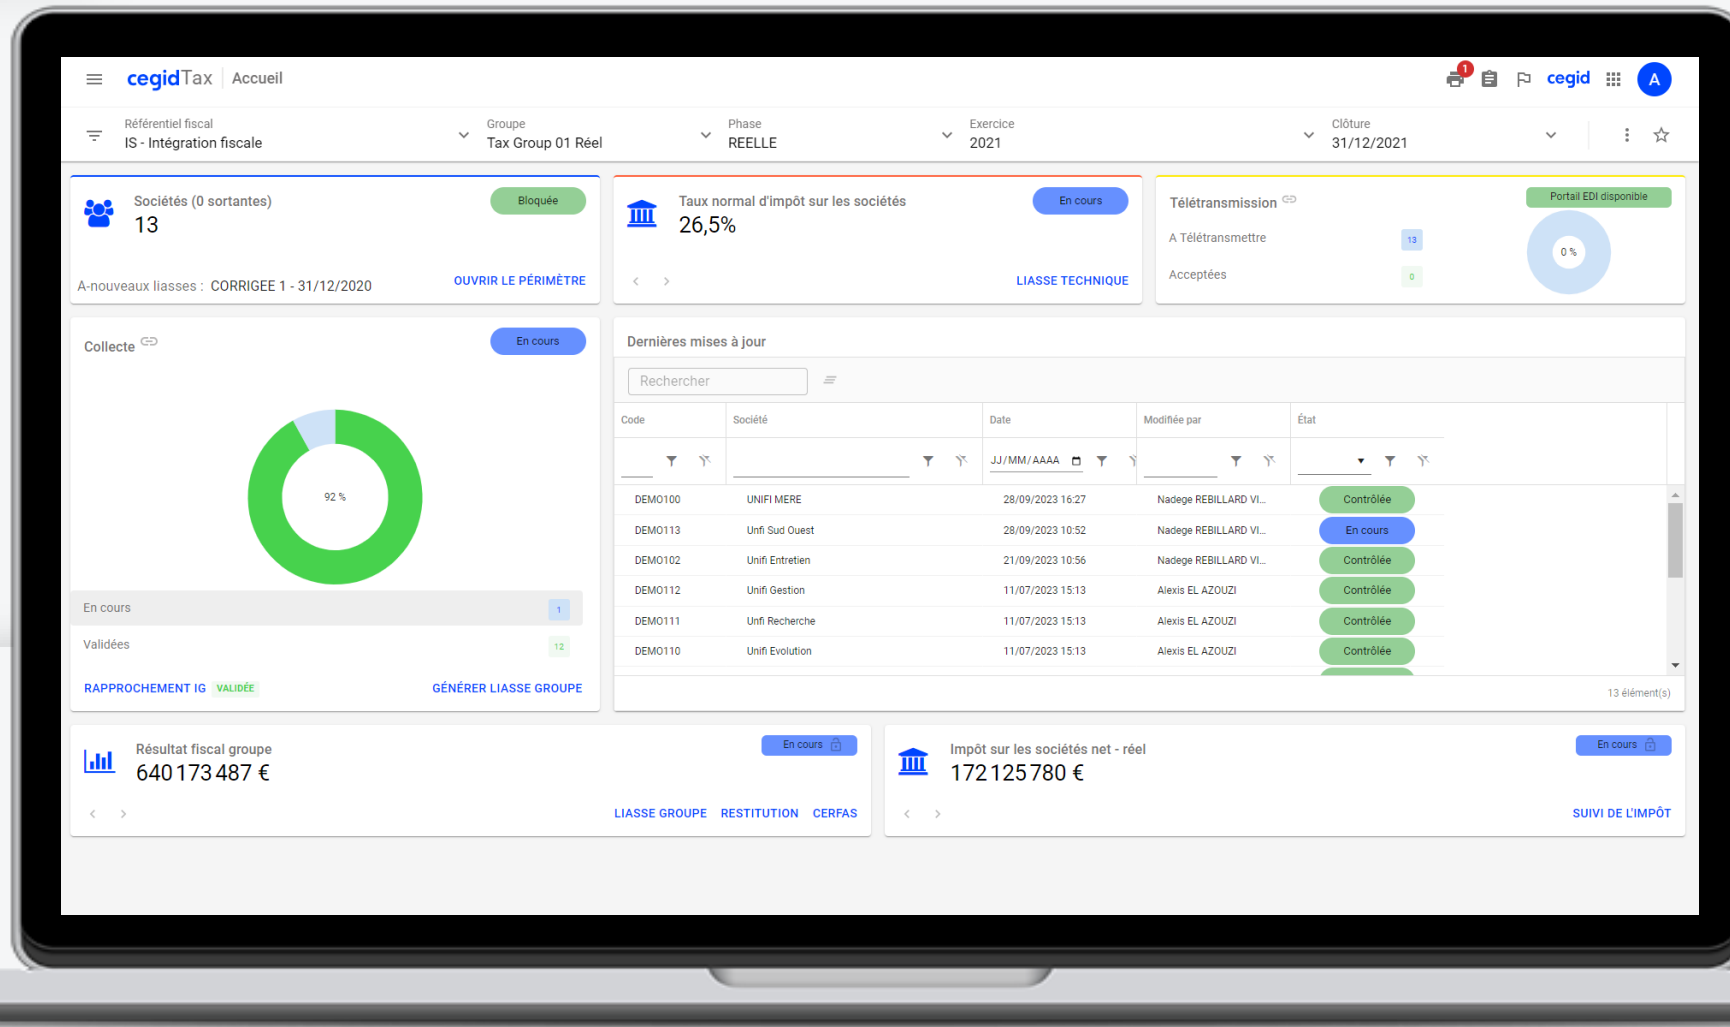 cegidTax Accueil
1
cegid
A
Référentiel fiscal
IS - Intégration fiscale
Groupe
Tax Group 01 Réel
Phase
REELLE
Exercice
2021
Clôture
31/12/2021
Sociétés (0 sortantes)
13
Bloquée
A-nouveaux liasses : CORRIGEE 1 - 31/12/2020
OUVRIR LE PÉRIMÈTRE
Taux normal d'impôt sur les sociétés
26,5%
En cours
LIASSE TECHNIQUE
Télétransmission
Portail EDI disponible
A Télétransmettre 13
Acceptées 0
0 %
Collecte
En cours
92 %
En cours 1
Validées 12
RAPPROCHEMENT IG VALIDÉE
GÉNÉRER LIASSE GROUPE
Dernières mises à jour
Rechercher
Code Société Date Modifiée par État
JJ/MM/AAAA
DEMO100 UNIFI MERE 28/09/2023 16:27 Nadege REBILLARD VI... Contrôlée
DEMO113 Unfi Sud Ouest 28/09/2023 10:52 Nadege REBILLARD VI... En cours
DEMO102 Unifi Entretien 21/09/2023 10:56 Nadege REBILLARD VI... Contrôlée
DEMO112 Unifi Gestion 11/07/2023 15:13 Alexis EL AZOUZI Contrôlée
DEMO111 Unfi Recherche 11/07/2023 15:13 Alexis EL AZOUZI Contrôlée
DEMO110 Unifi Evolution 11/07/2023 15:13 Alexis EL AZOUZI Contrôlée
13 élément(s)
Résultat fiscal groupe
640 173 487 €
En cours
LIASSE GROUPE RESTITUTION CERFAS
Impôt sur les sociétés net - réel
172 125 780 €
En cours
SUIVI DE L'IMPÔT